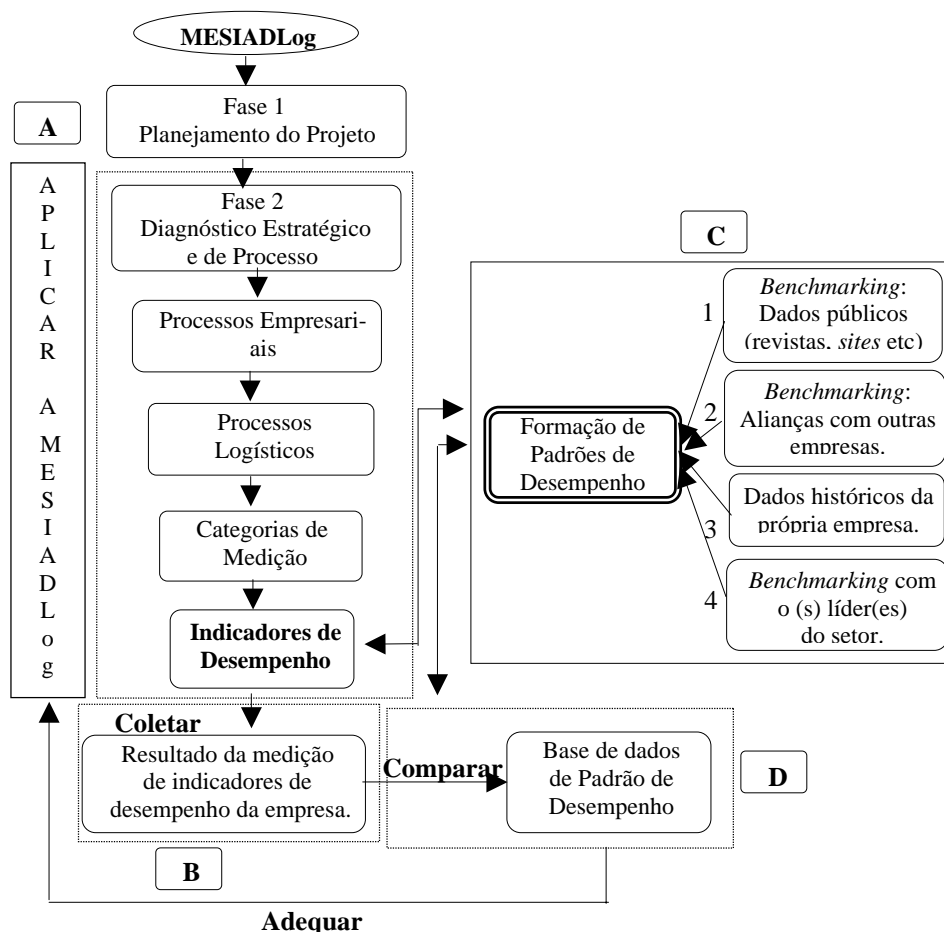 MESIADLog
Fase 1
Planejamento do Projeto
A
APLICAR A MESIADLog
Fase 2
Diagnóstico Estratégico
e de Processo
Processos Empresari-
ais
Processos
Logísticos
Categorias de
Medição
Indicadores de
Desempenho
C
Formação de
Padrões de
Desempenho
1
Benchmarking:
Dados públicos
(revistas, sites etc)
2
Benchmarking:
Alianças com outras
empresas.
3
Dados históricos da
própria empresa.
4
Benchmarking com
o (s) líder(es)
do setor.
Coletar
Resultado da medição
de indicadores de
desempenho da empresa.
Comparar
Base de dados
de Padrão de
Desempenho
D
B
Adequar